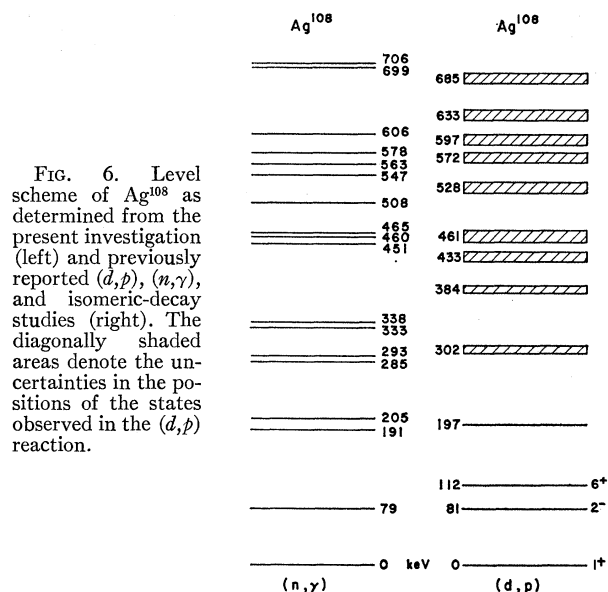 FIG. 6. Level
scheme of Ag108 as
determined from the
present investigation
(left) and previously
reported (d,p), (n,γ),
and isomeric-decay
studies (right). The
diagonally shaded
areas denote the un-
certainties in the po-
sitions of the states
observed in the (d,p)
reaction.
Ag108
706
699
606
578
563
547
508
465
460
451
338
333
293
285
205
191
79
0 keV
(n,γ)
Ag108
685
633
597
572
528
461
433
384
302
197
112 6+
81 2-
0 1+
(d,p)